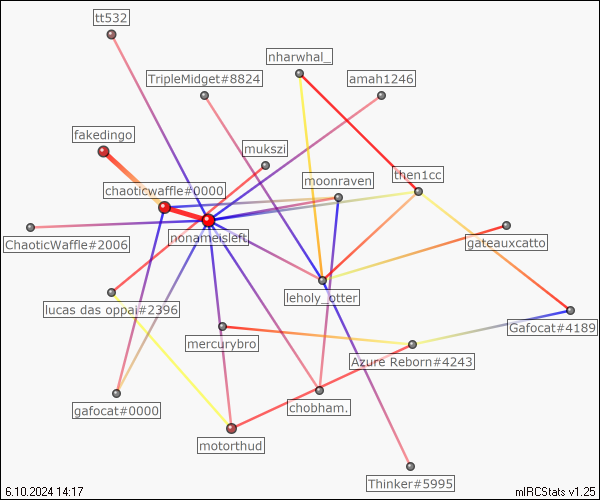 tt532
nharwhal_
TripleMidget#8824
amah1246
fakedingo
mukszi
then1cc
moonraven
chaoticwaffle#0000
nonameisleft
gateauxcatto
ChaoticWaffle#2006
leholy_otter
lucas das oppai#2396
Gafocat#4189
mercurybro
Azure Reborn#4243
gafocat#0000
chobham.
motorthud
Thinker#5995
6.10.2024 14:17
mIRCStats v1.25